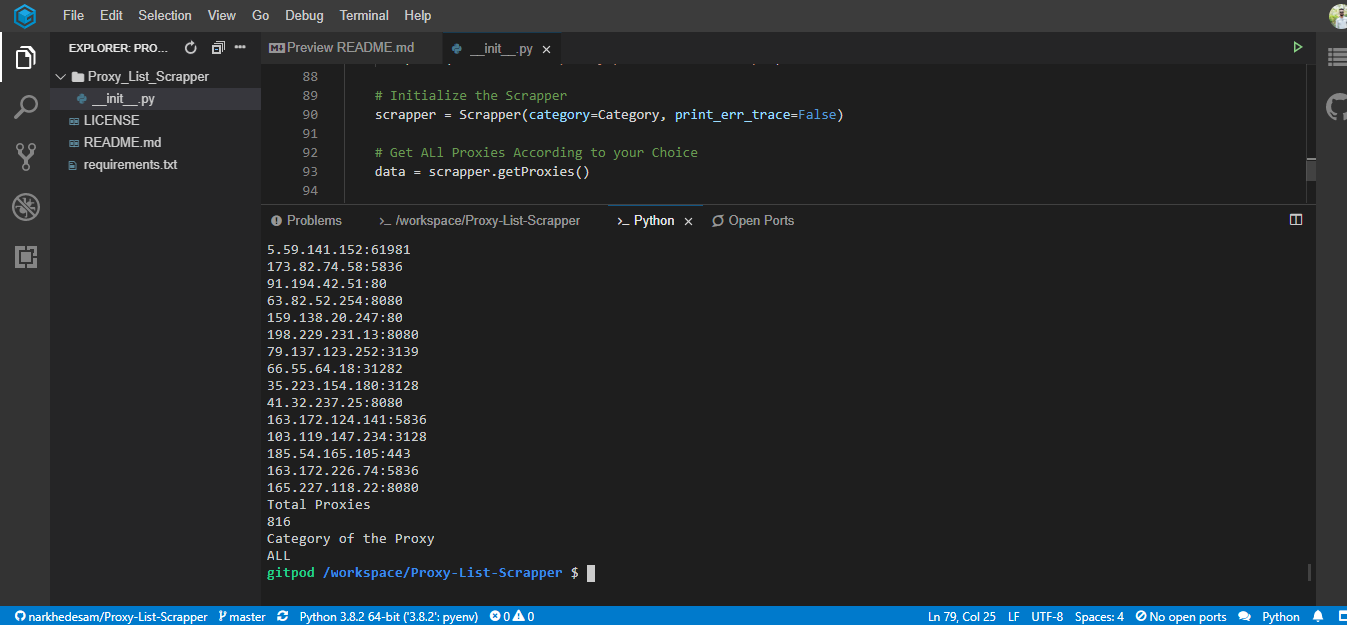 File Edit Selection View Go Debug Terminal Help
EXPLORER: PRO...
Preview README.md
__init__.py
Proxy_List_Scrapper
__init__.py
LICENSE
README.md
requirements.txt
88
89 # Initialize the Scrapper
90 scrapper = Scrapper(category=Category, print_err_trace=False)
91
92 # Get ALl Proxies According to your Choice
93 data = scrapper.getProxies()
94
Problems >_ /workspace/Proxy-List-Scrapper >_ Python Open Ports
5.59.141.152:61981
173.82.74.58:5836
91.194.42.51:80
63.82.52.254:8080
159.138.20.247:80
198.229.231.13:8080
79.137.123.252:3139
66.55.64.18:31282
35.223.154.180:3128
41.32.237.25:8080
163.172.124.141:5836
103.119.147.234:3128
185.54.165.105:443
163.172.226.74:5836
165.227.118.22:8080
Total Proxies
816
Category of the Proxy
ALL
gitpod /workspace/Proxy-List-Scrapper $
narkhedesam/Proxy-List-Scrapper master Python 3.8.2 64-bit ('3.8.2': pyenv) 0 0 Ln 79, Col 25 LF UTF-8 Spaces: 4 No open ports Python